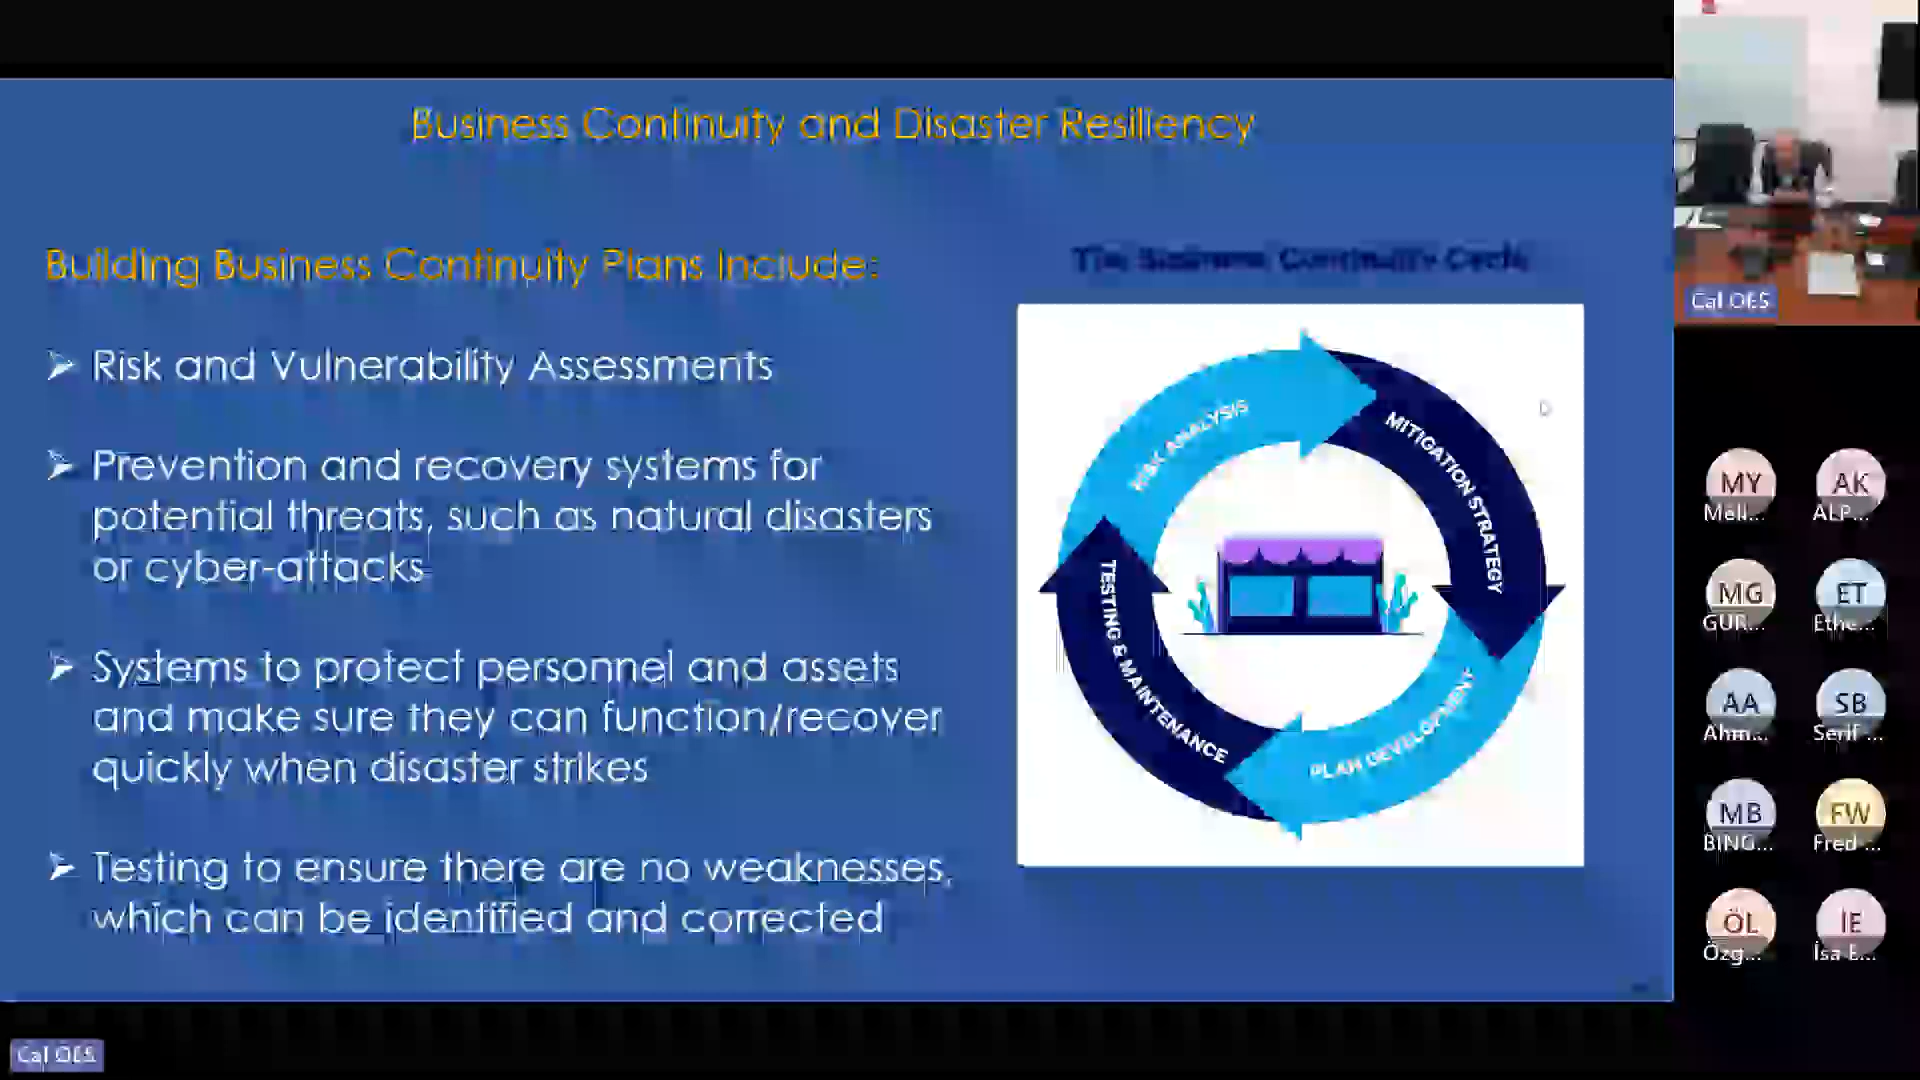 Business Continuity and Disaster Resiliency
Building Business Continuity Plans Include:
Risk and Vulnerability Assessments
Prevention and recovery systems for
potential threats, such as natural disasters
or cyber-attacks
Systems to protect personnel and assets
and make sure they can function/recover
quickly when disaster strikes
Testing to ensure there are no weaknesses,
which can be identified and corrected
The Business Continuity Cycle
RISK ANALYSIS
MITIGATION STRATEGY
PLAN DEVELOPMENT
TESTING & MAINTENANCE
Cal OES
MY AK
Meli... ALP...
MG ET
GUR... Ethe...
AA SB
Ahm... Serif ...
MB FW
BING... Fred ...
ÖL İE
Özg... İsa E...
Cal OES